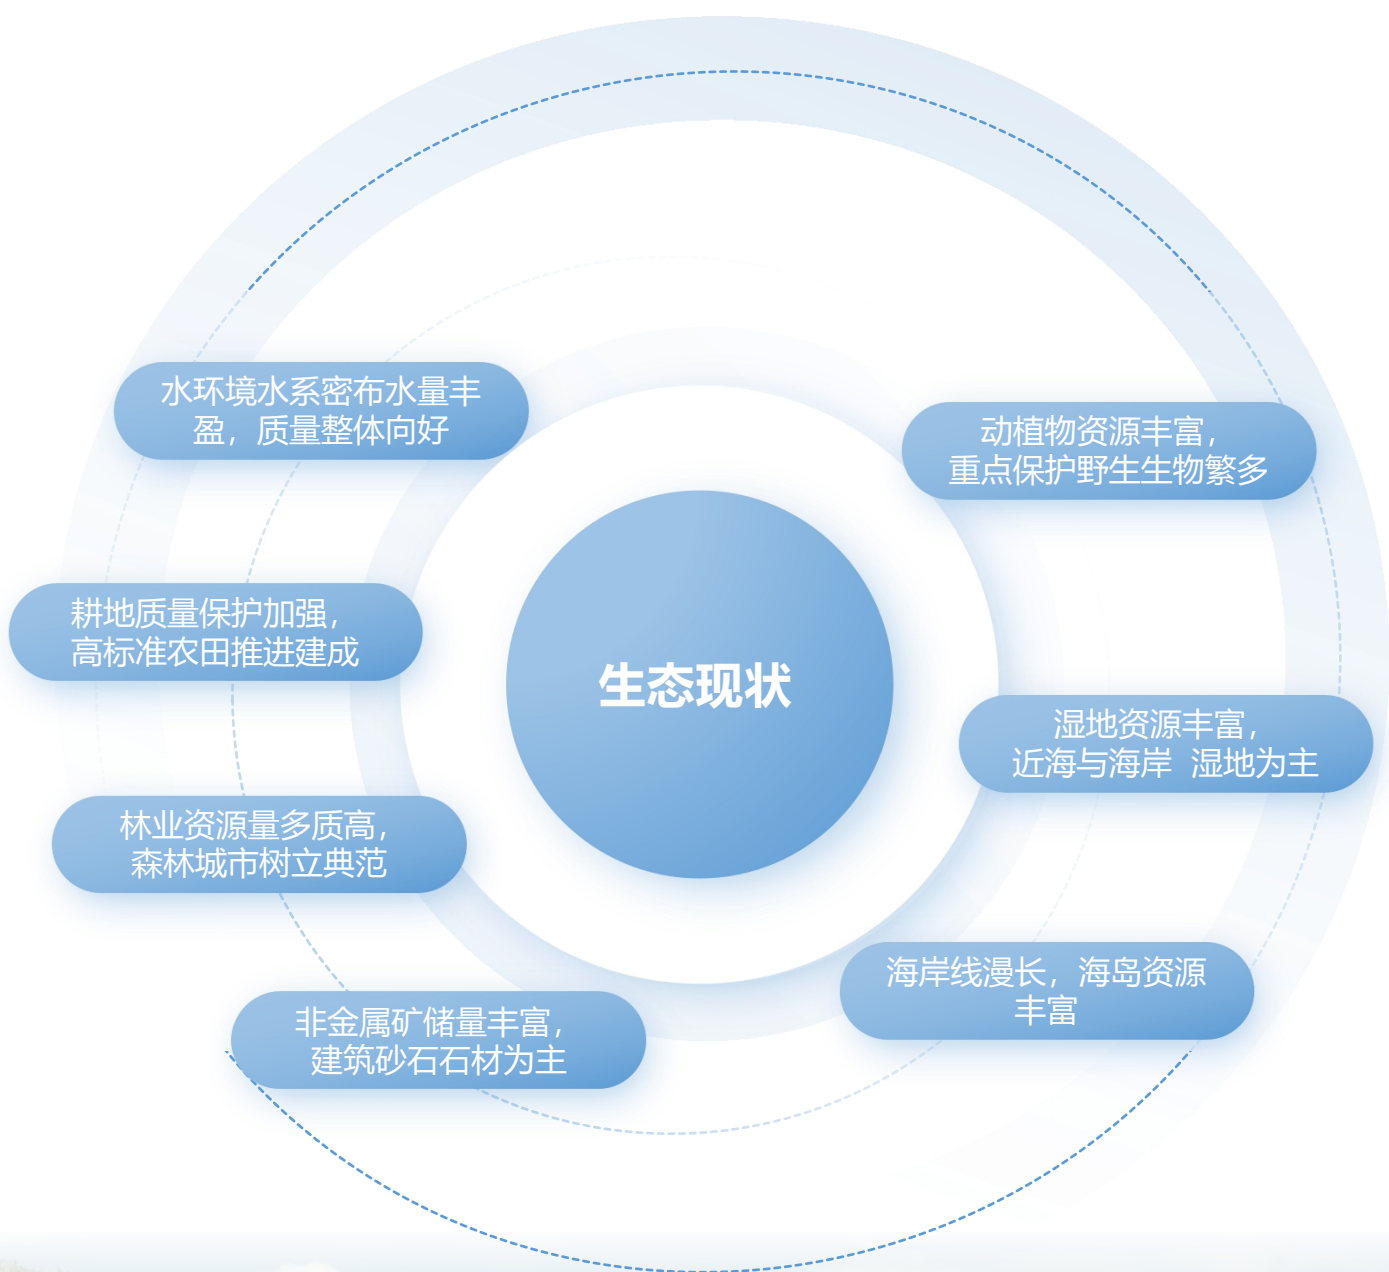 水环境水系密布水量丰
盈，质量整体向好
动植物资源丰富，
重点保护野生生物繁多
耕地质量保护加强，
高标准农田推进建成
生态现状
湿地资源丰富，
近海与海岸 湿地为主
林业资源量多质高，
森林城市树立典范
海岸线漫长，海岛资源
丰富
非金属矿储量丰富，
建筑砂石石材为主